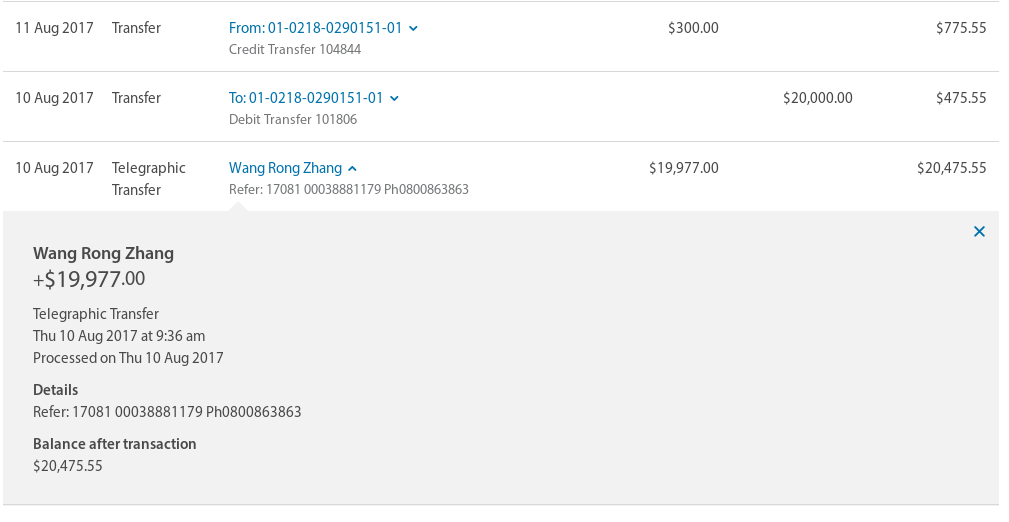 11 Aug 2017 Transfer From: 01-0218-0290151-01 $300.00 $775.55
Credit Transfer 104844
10 Aug 2017 Transfer To: 01-0218-0290151-01 $20,000.00 $475.55
Debit Transfer 101806
10 Aug 2017 Telegraphic Wang Rong Zhang $19,977.00 $20,475.55
Transfer Refer: 17081 00038881179 Ph0800863863
Wang Rong Zhang
+$19,977.00
Telegraphic Transfer
Thu 10 Aug 2017 at 9:36 am
Processed on Thu 10 Aug 2017
Details
Refer: 17081 00038881179 Ph0800863863
Balance after transaction
$20,475.55